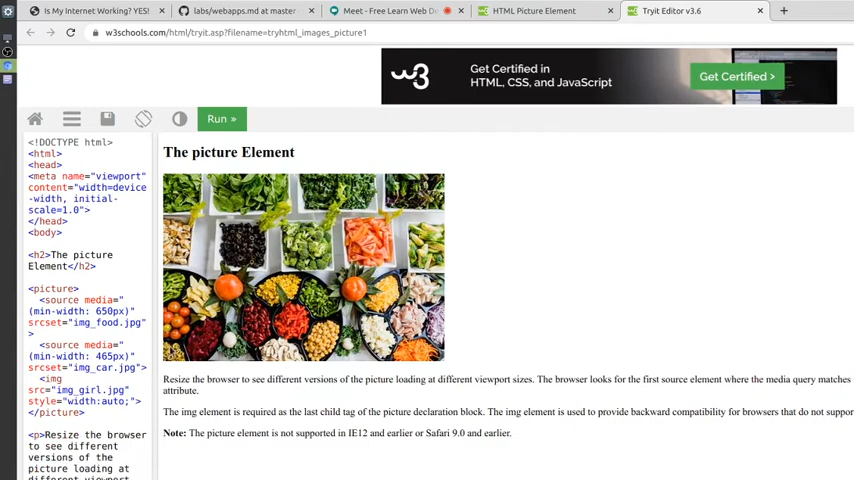 Is My Internet Working? YES!
labs/webapps.md at master
Meet - Free Learn Web De
HTML Picture Element
Tryit Editor v3.6
w3schools.com/html/tryit.asp?filename=tryhtml_images_picture1
Get Certified in
HTML, CSS, and JavaScript
Get Certified >
Run »
<!DOCTYPE html>
<html>
<head>
<meta name="viewport"
content="width=device
-width, initial-
scale=1.0">
</head>
<body>
<h2>The picture
Element</h2>
<picture>
<source media="
(min-width: 650px)"
srcset="img_food.jpg"
>
<source media="
(min-width: 465px)"
srcset="img_car.jpg">
<img
src="img_girl.jpg"
style="width:auto;">
</picture>
<p>Resize the browser
to see different
versions of the
picture loading at
different viewport
The picture Element
Resize the browser to see different versions of the picture loading at different viewport sizes. The browser looks for the first source element where the media query matches
attribute.
The img element is required as the last child tag of the picture declaration block. The img element is used to provide backward compatibility for browsers that do not suppor
Note: The picture element is not supported in IE12 and earlier or Safari 9.0 and earlier.